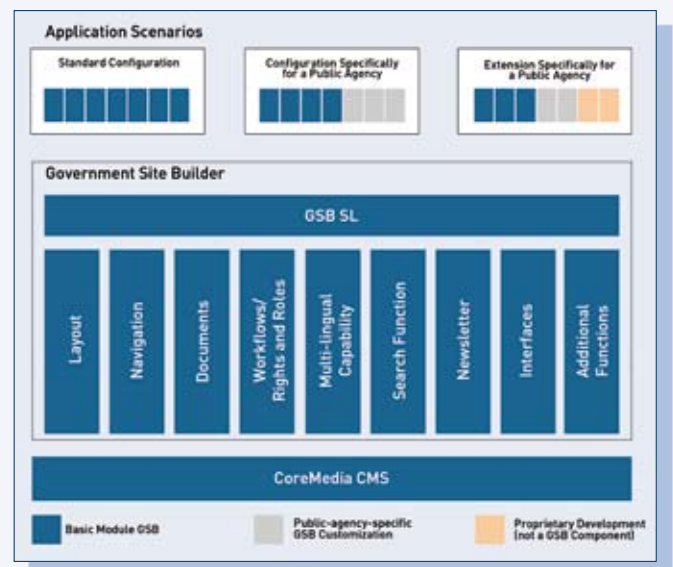 Application Scenarios
Standard Configuration
Configuration Specifically
for a Public Agency
Extension Specifically for
a Public Agency
Government Site Builder
GSB SL
Layout
Navigation
Documents
Workflows/
Rights and Roles
Multi-lingual
Capability
Search Function
Newsletter
Interfaces
Additional
Functions
CoreMedia CMS
Basic Module GSB
Public-agency-specific
GSB Customization
Proprietary Development
(not a GSB Component)